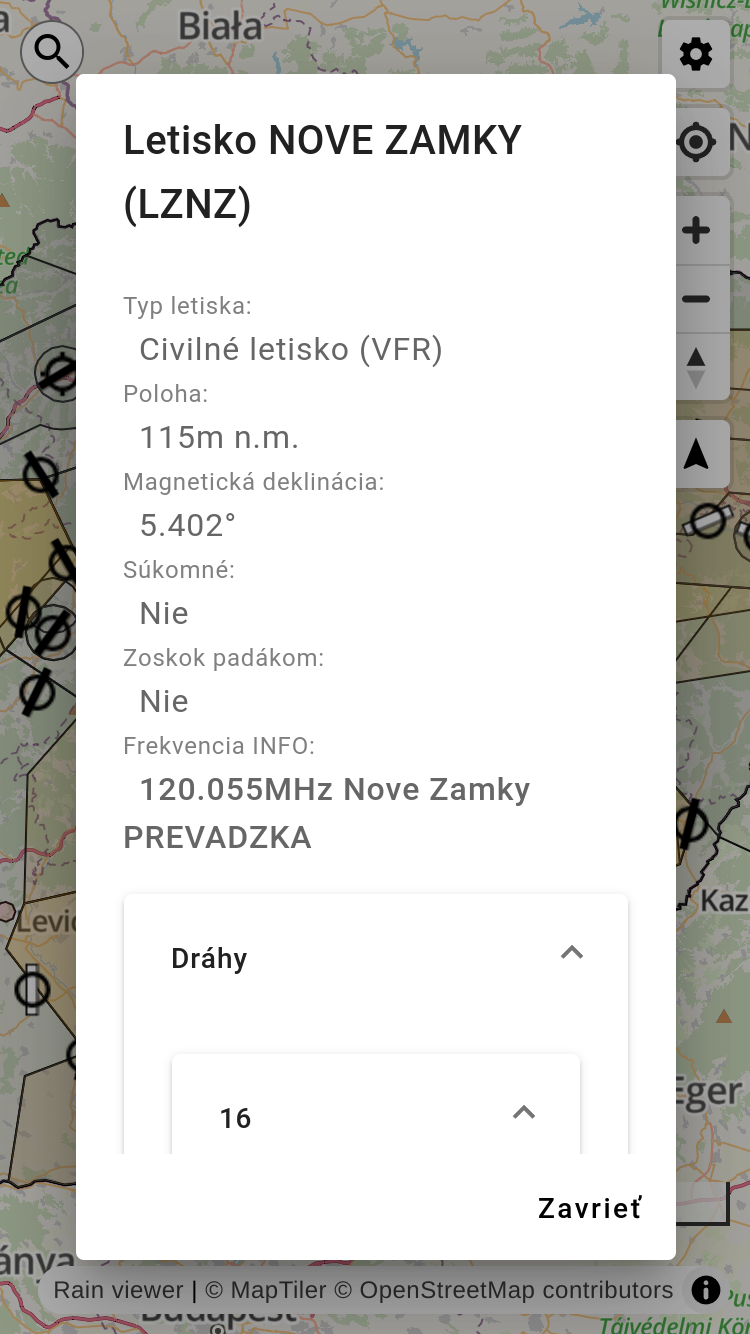 Biała
Letisko NOVE ZAMKY
(LZNZ)
Typ letiska:
Civilné letisko (VFR)
Poloha:
115m n.m.
Magnetická deklinácia:
5.402°
Súkomné:
Nie
Zoskok padákom:
Nie
Frekvencia INFO:
120.055MHz Nove Zamky
PREVADZKA
Kaz
Levic
Dráhy
16
Eger
Zavrieť
ánya
Rain viewer | © MapTiler © OpenStreetMap contributors
Budapest
Tájvédelmi Kör